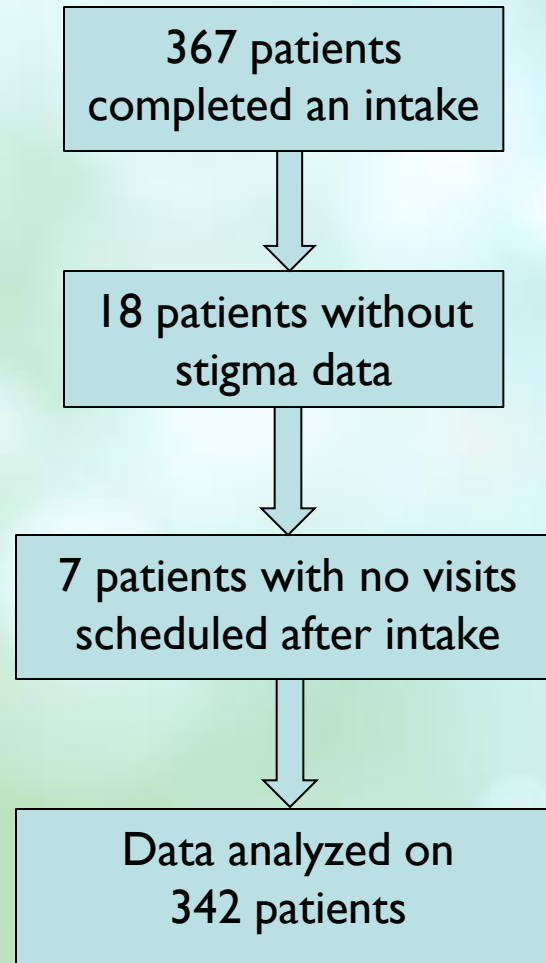 367 patients
completed an intake
18 patients without
stigma data
7 patients with no visits
scheduled after intake
Data analyzed on
342 patients